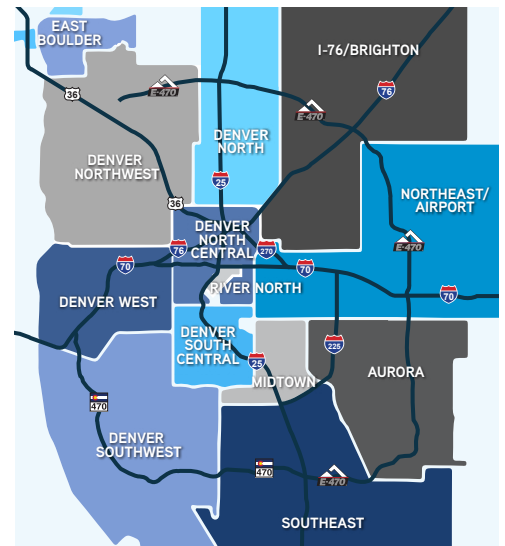 EAST
BOULDER
I-76/BRIGHTON
36
E-470
76
E-470
DENVER
NORTH
DENVER
NORTHWEST
25
NORTHEAST/
AIRPORT
36
DENVER
NORTH
CENTRAL
E-470
76
270
70
70
RIVER NORTH
70
DENVER WEST
DENVER
SOUTH
CENTRAL
225
25
MIDTOWN
AURORA
470
DENVER
SOUTHWEST
470
E-470
SOUTHEAST